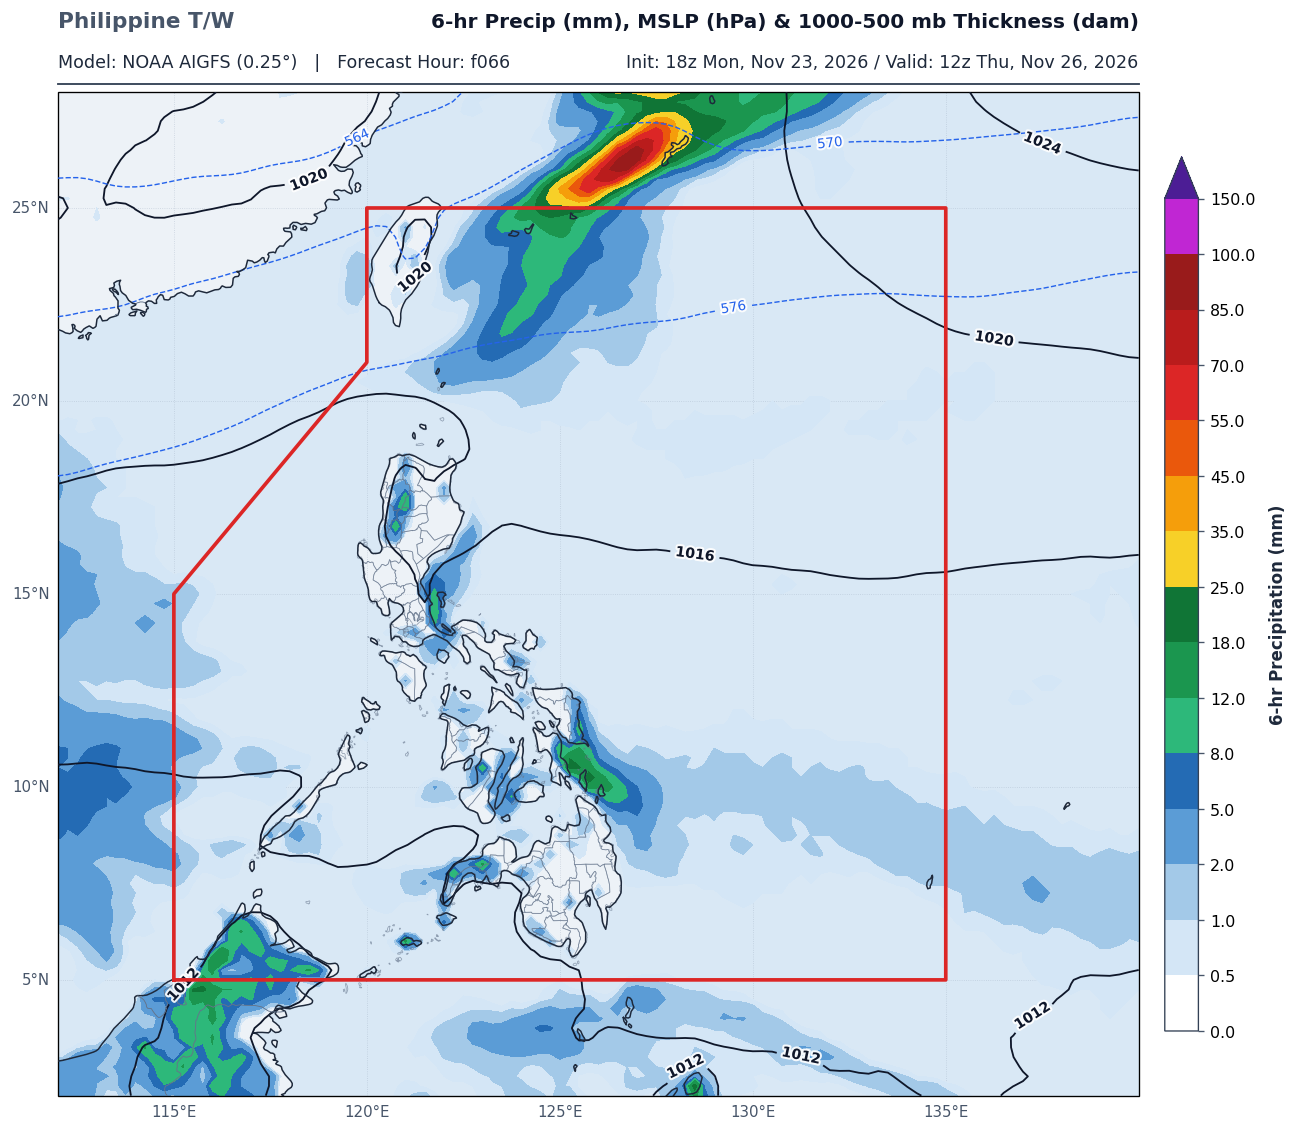 Philippine T/W
6-hr Precip (mm), MSLP (hPa) & 1000-500 mb Thickness (dam)
Model: NOAA AIGFS (0.25°) | Forecast Hour: f066
Init: 18z Mon, Nov 23, 2026 / Valid: 12z Thu, Nov 26, 2026
564
570
1024
1020
1020
576
1020
1016
1012
1012
1012
1012
25°N
20°N
15°N
10°N
5°N
115°E
120°E
125°E
130°E
135°E
150.0
100.0
85.0
70.0
55.0
45.0
35.0
25.0
18.0
12.0
8.0
5.0
2.0
1.0
0.5
0.0
6-hr Precipitation (mm)